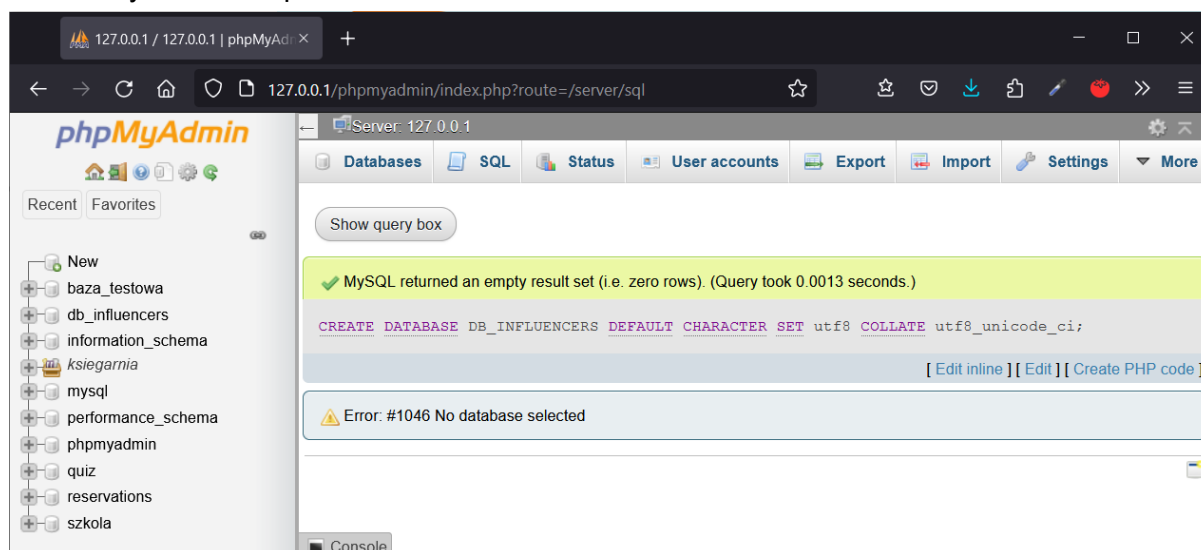 127.0.0.1 / 127.0.0.1 | phpMyAdr
127.0.0.1/phpmyadmin/index.php?route=/server/sql
phpMyAdmin
Server: 127.0.0.1
Databases SQL Status User accounts Export Import Settings More
Recent Favorites
Show query box
New
baza_testowa
db_influencers
information_schema
ksiegarnia
mysql
performance_schema
phpmyadmin
quiz
reservations
szkola
MySQL returned an empty result set (i.e. zero rows). (Query took 0.0013 seconds.)
CREATE DATABASE DB_INFLUENCERS DEFAULT CHARACTER SET utf8 COLLATE utf8_unicode_ci;
[ Edit inline ] [ Edit ] [ Create PHP code ]
Error: #1046 No database selected
Console